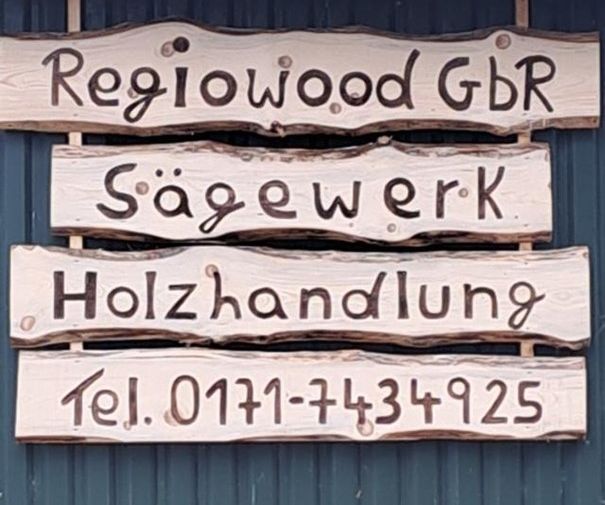 Regiowood GbR
Sägewerk
Holzhandlung
Tel. 0171-7434925